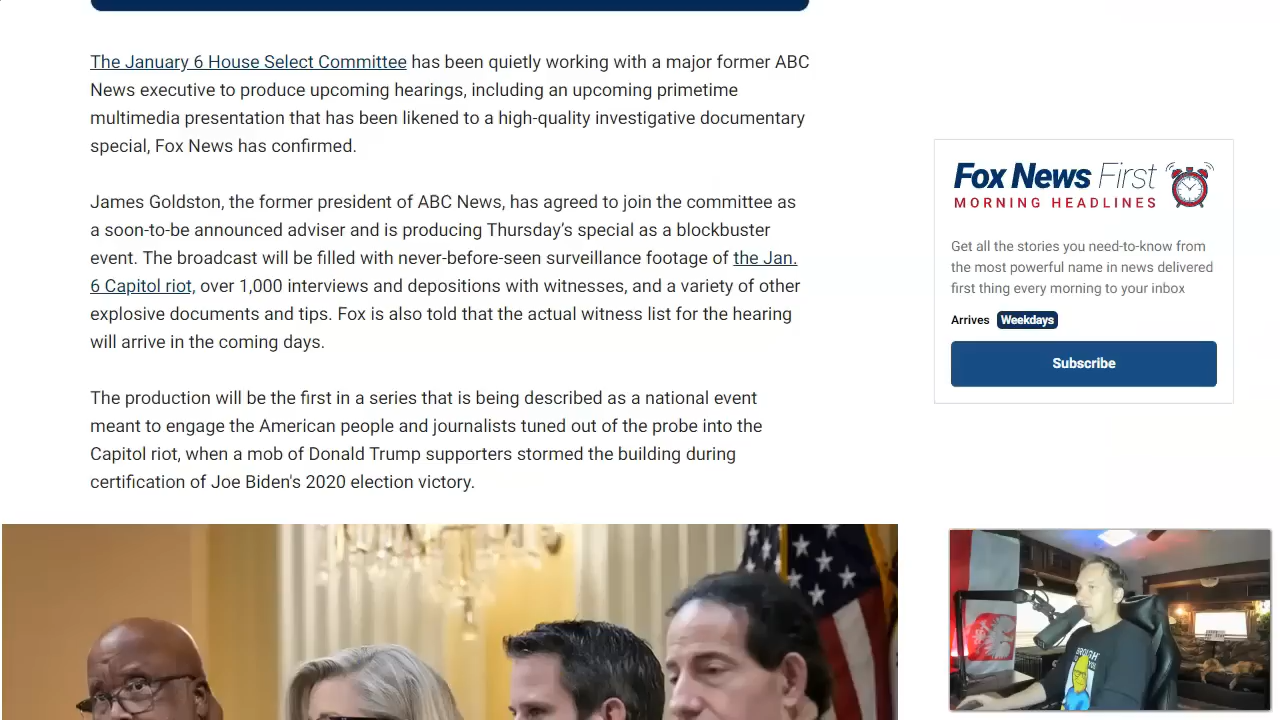 The January 6 House Select Committee has been quietly working with a major former ABC
News executive to produce upcoming hearings, including an upcoming primetime
multimedia presentation that has been likened to a high-quality investigative documentary
special, Fox News has confirmed.
James Goldston, the former president of ABC News, has agreed to join the committee as
a soon-to-be announced adviser and is producing Thursday’s special as a blockbuster
event. The broadcast will be filled with never-before-seen surveillance footage of the Jan.
6 Capitol riot, over 1,000 interviews and depositions with witnesses, and a variety of other
explosive documents and tips. Fox is also told that the actual witness list for the hearing
will arrive in the coming days.
The production will be the first in a series that is being described as a national event
meant to engage the American people and journalists tuned out of the probe into the
Capitol riot, when a mob of Donald Trump supporters stormed the building during
certification of Joe Biden's 2020 election victory.
Fox News First
MORNING HEADLINES
Get all the stories you need-to-know from
the most powerful name in news delivered
first thing every morning to your inbox
Arrives Weekdays
Subscribe